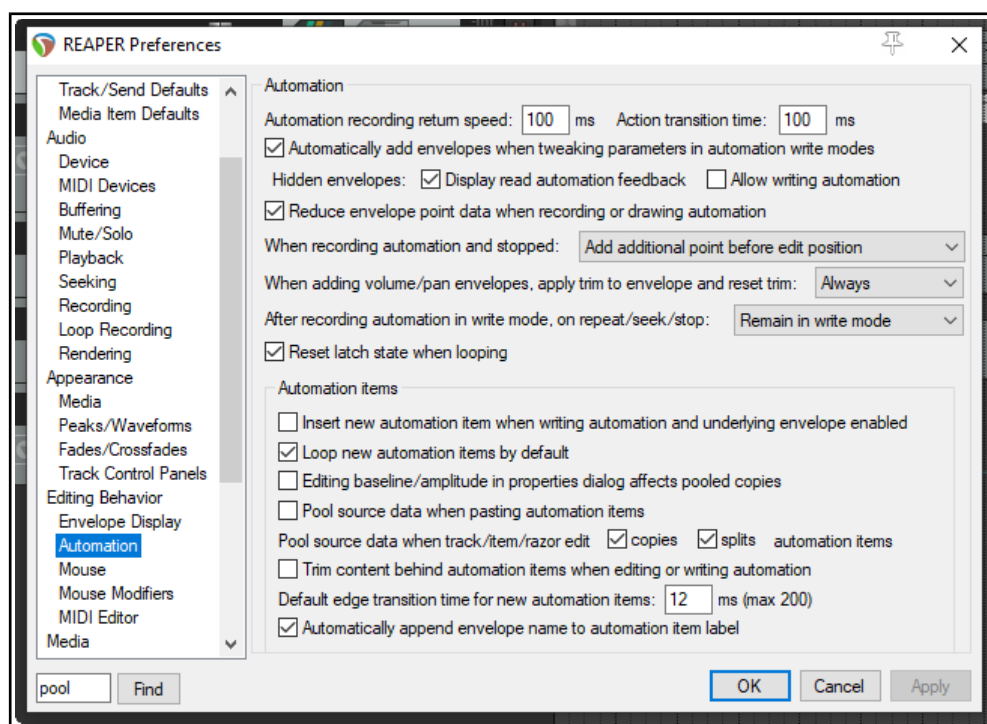 REAPER Preferences
Track/Send Defaults
Media Item Defaults
Audio
Device
MIDI Devices
Buffering
Mute/Solo
Playback
Seeking
Recording
Loop Recording
Rendering
Appearance
Media
Peaks/Waveforms
Fades/Crossfades
Track Control Panels
Editing Behavior
Envelope Display
Automation
Mouse
Mouse Modifiers
MIDI Editor
Media
pool Find
Automation
Automation recording return speed: 100 ms Action transition time: 100 ms
Automatically add envelopes when tweaking parameters in automation write modes
Hidden envelopes: Display read automation feedback Allow writing automation
Reduce envelope point data when recording or drawing automation
When recording automation and stopped: Add additional point before edit position
When adding volume/pan envelopes, apply trim to envelope and reset trim: Always
After recording automation in write mode, on repeat/seek/stop: Remain in write mode
Reset latch state when looping
Automation items
Insert new automation item when writing automation and underlying envelope enabled
Loop new automation items by default
Editing baseline/amplitude in properties dialog affects pooled copies
Pool source data when pasting automation items
Pool source data when track/item/razor edit copies splits automation items
Trim content behind automation items when editing or writing automation
Default edge transition time for new automation items: 12 ms (max 200)
Automatically append envelope name to automation item label
OK Cancel Apply